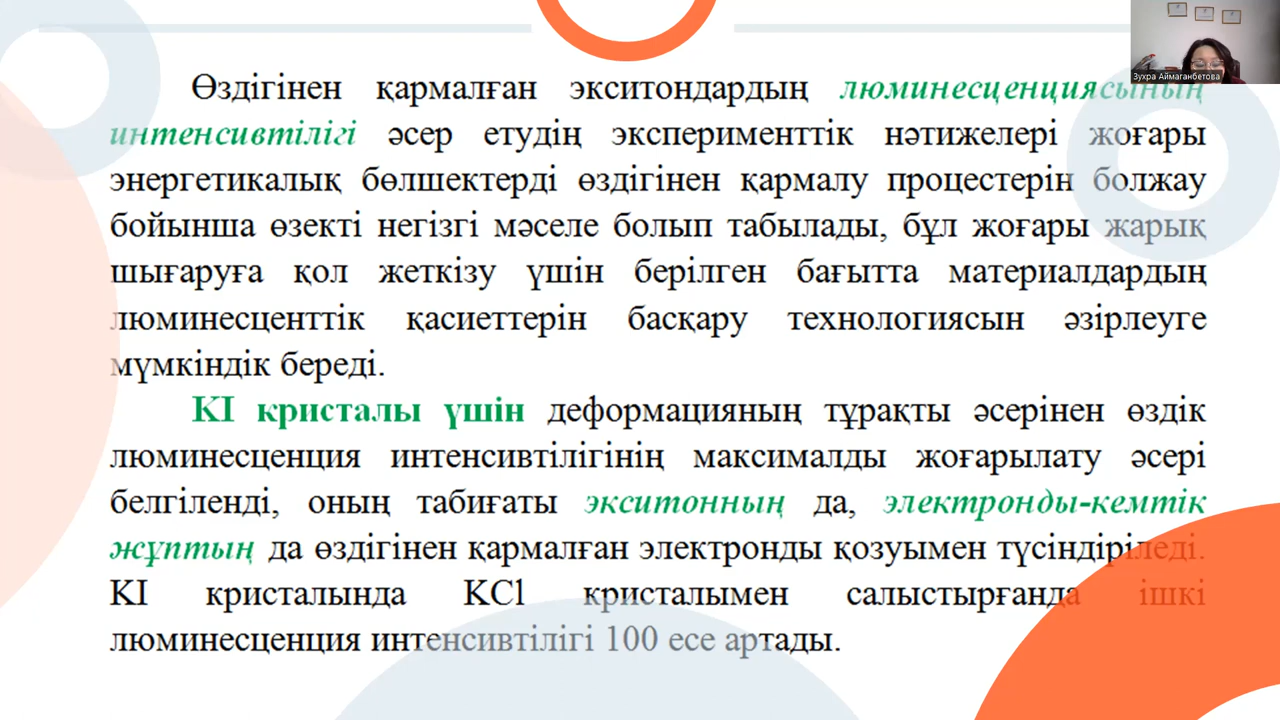 Зухра Аймаганбетова
Өздігінен қармалған экситондардың люминесценциясының
интенсивтілігі әсер етудің эксперименттік нәтижелері жоғары
энергетикалық бөлшектерді өздігінен қармалу процестерін болжау
бойынша өзекті негізгі мәселе болып табылады, бұл жоғары жарық
шығаруға қол жеткізу үшін берілген бағытта материалдардың
люминесценттік қасиеттерін басқару технологиясын әзірлеуге
мүмкіндік береді.
KI кристалы үшін деформацияның тұрақты әсерінен өздік
люминесценция интенсивтілігінің максималды жоғарылату әсері
белгіленді, оның табиғаты экситонның да, электронды-кемтік
жұптың да өздігінен қармалған электронды қозуымен түсіндіріледі.
KI кристалында KCl кристалымен салыстырғанда ішкі
люминесценция интенсивтілігі 100 есе артады.